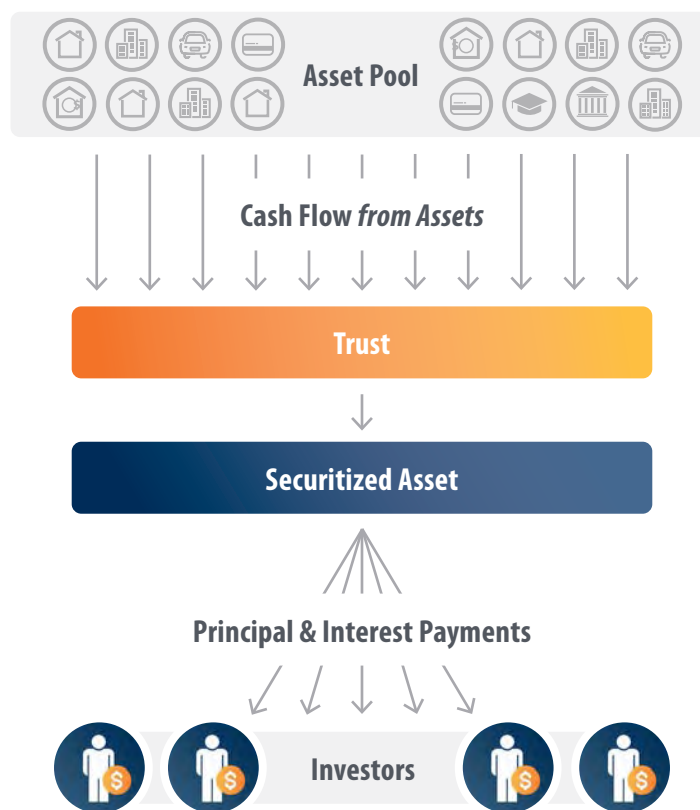 Asset Pool
Cash Flow from Assets
Trust
Securitized Asset
Principal & Interest Payments
Investors
$
$
$
$